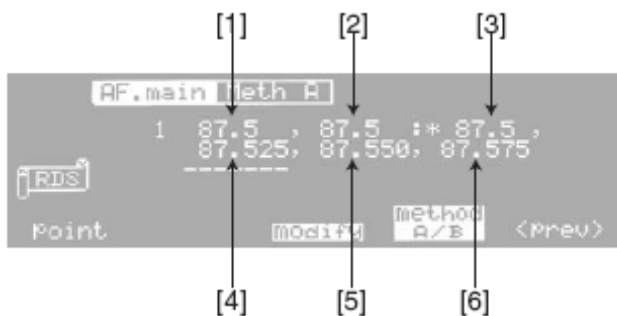 [1] [2] [3]
AF.main Meth A
1 87.5 , 87.5 :* 87.5 ,
87.525, 87.550, 87.575
RDS
method
point modify A/B <prev>
[4] [5] [6]